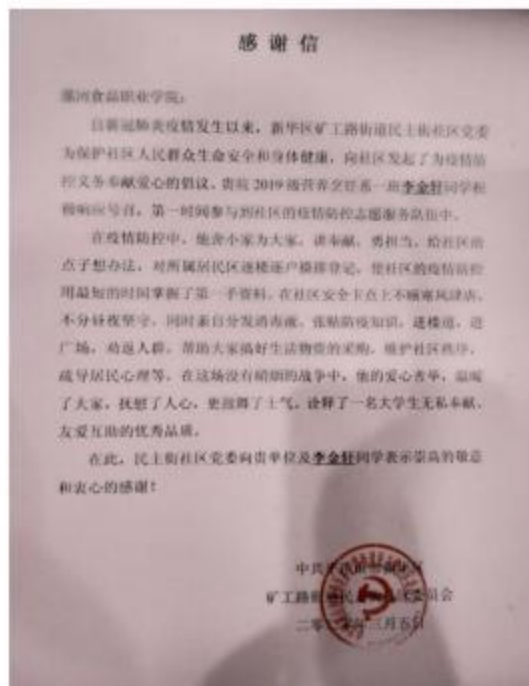 感谢信
漯河食品职业学院：
自新冠肺炎疫情发生以来，新华区矿工路街道民主街社区党委
为保护社区人民群众生命安全和身体健康，向社区发起了为疫情防
控义务奉献爱心的倡议。贵院2019级营养烹饪系一班李金轩同学积
极响应号召，第一时间参与到社区的疫情防控志愿服务队伍中。
在疫情防控中，他舍小家为大家，讲奉献，勇担当，给社区出
点子想办法，对所属居民区逐楼逐户摸排登记，使社区的疫情防控
用最短的时间掌握了第一手资料。在社区安全卡点上不畏寒风肆虐，
不分昼夜坚守，同时亲自分发消毒液、张贴防疫知识，进楼道，进
广场，劝返人群，帮助大家搞好生活物资的采购，维护社区秩序，
疏导居民心理等。在这场没有硝烟的战争中，他的爱心善举，温暖
了大家，抚慰了人心，更鼓舞了士气，诠释了一名大学生无私奉献、
友爱互助的优秀品质。
在此，民主街社区党委向贵单位及李金轩同学表示崇高的敬意
和衷心的感谢！
中共
矿工路街 委员会
二〇二 年三月五日